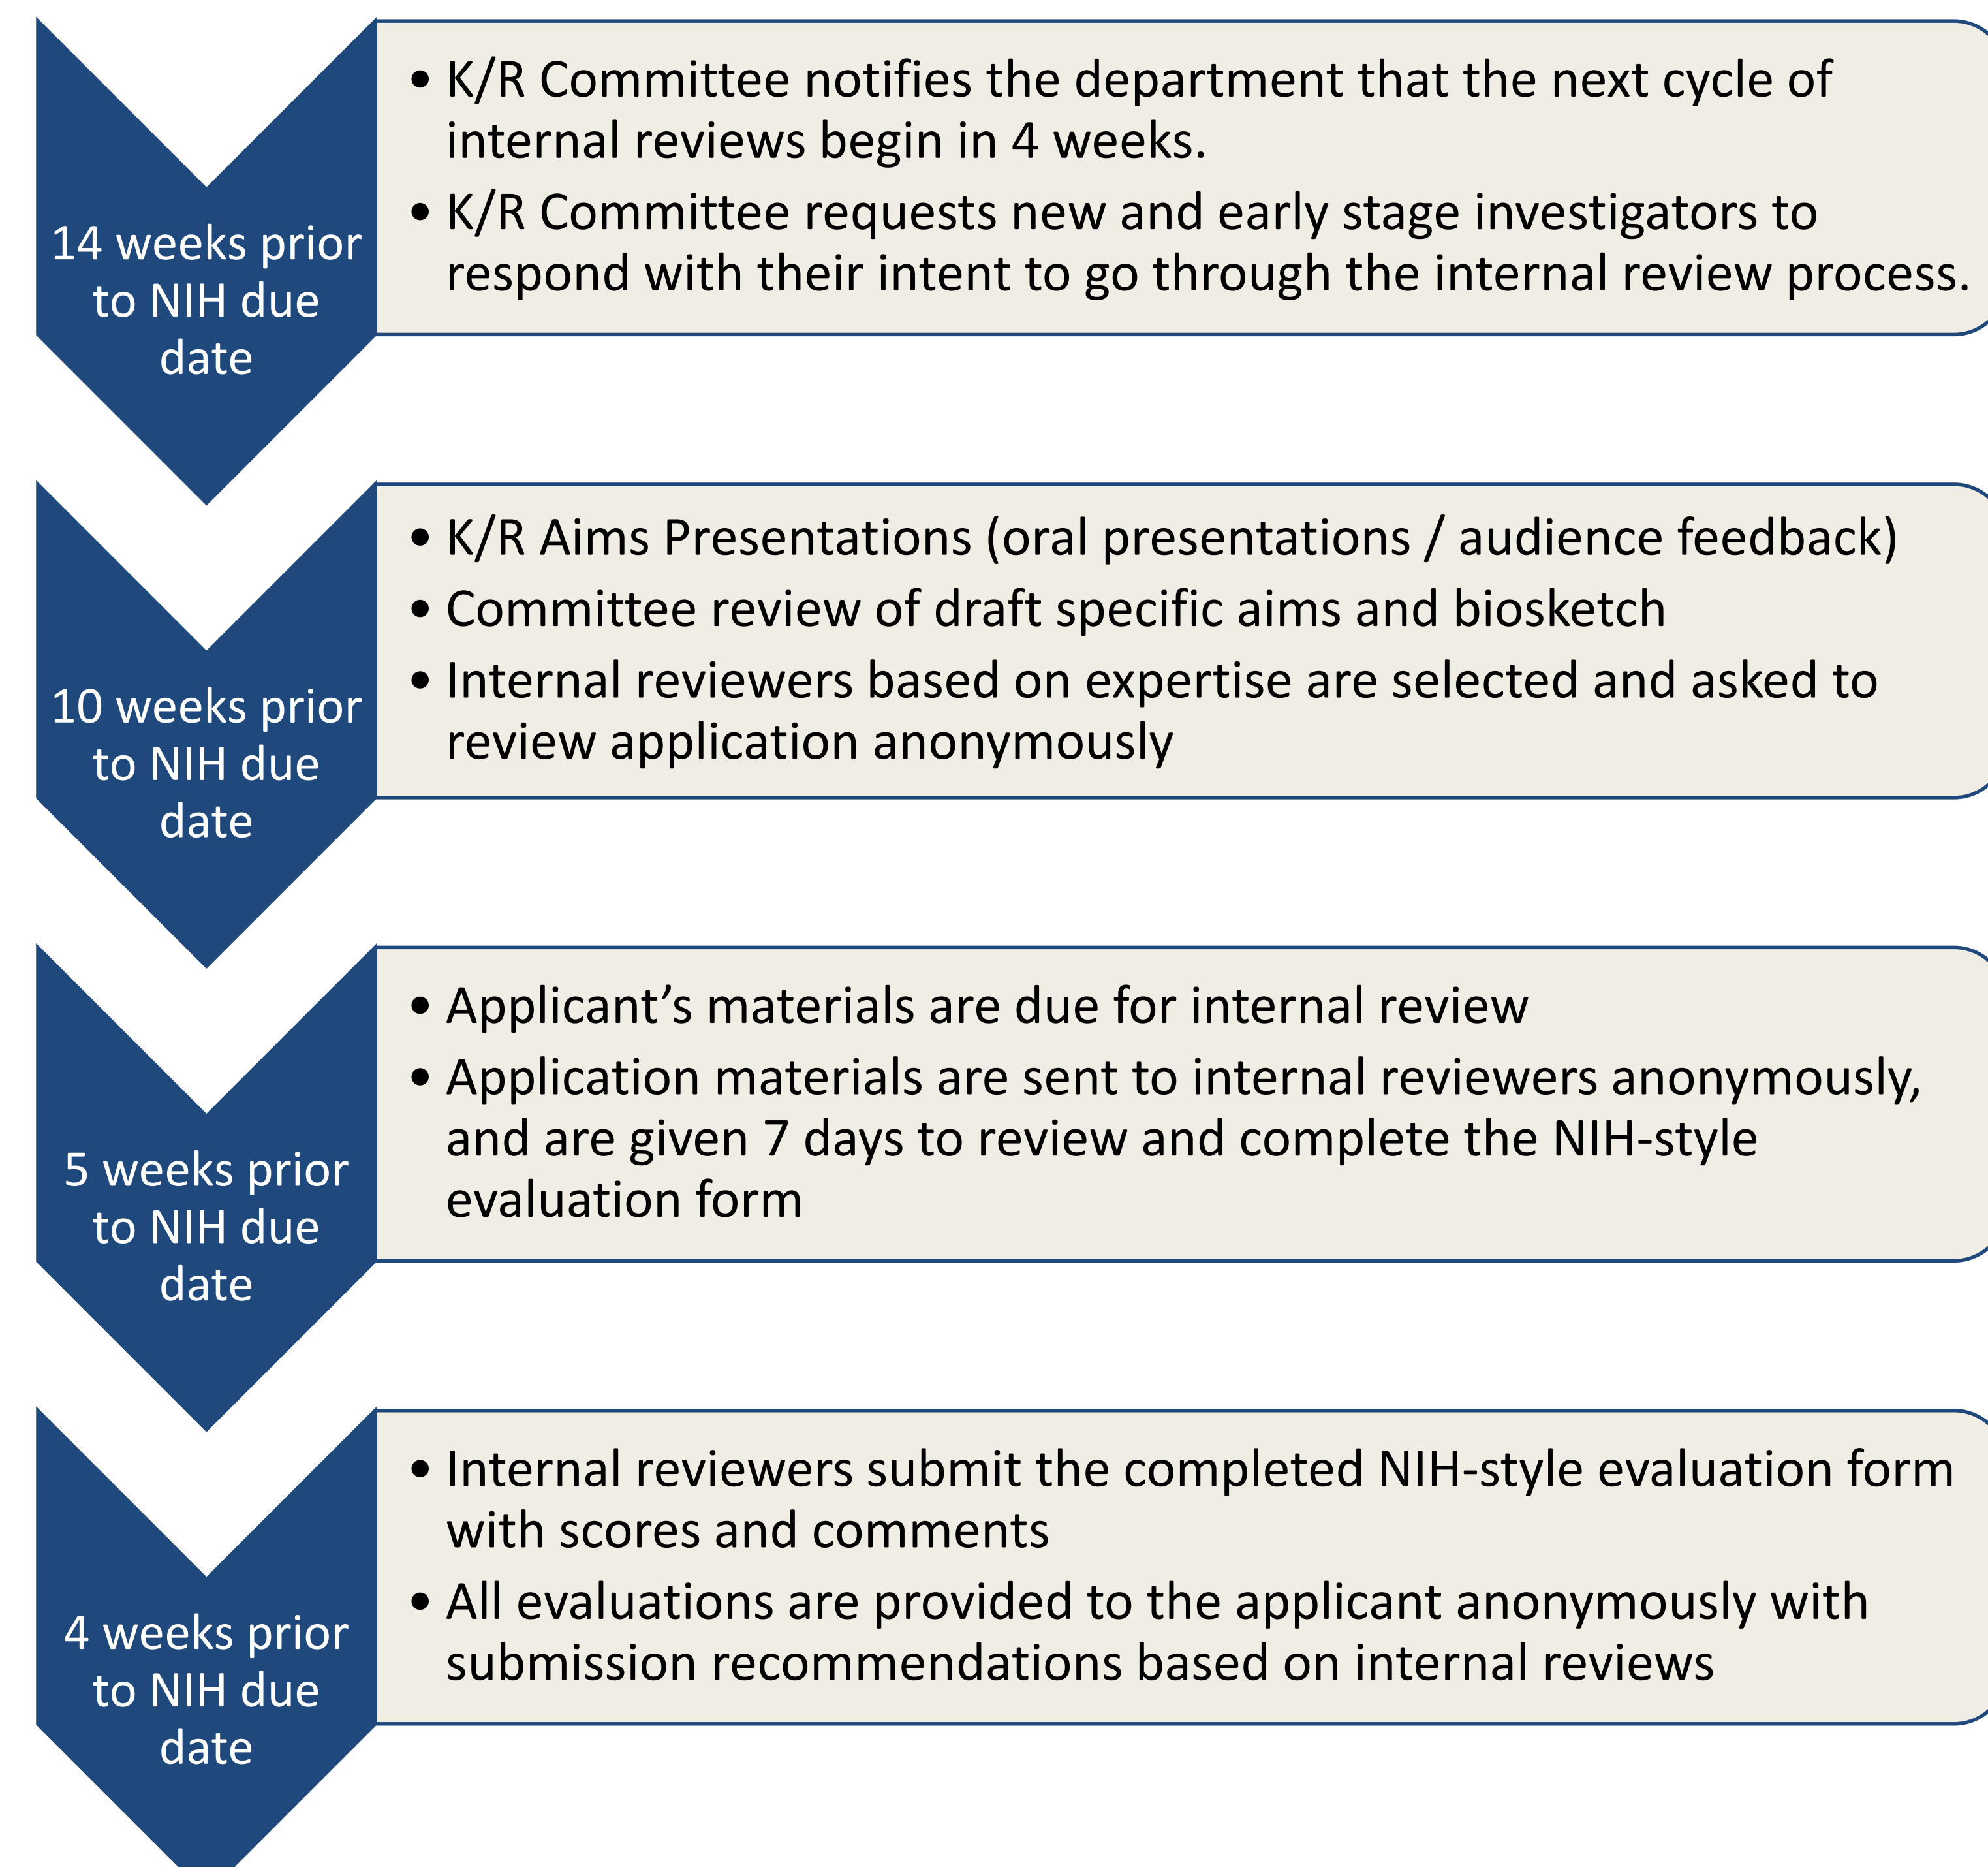 14 weeks prior
to NIH due
date
• K/R Committee notifies the department that the next cycle of
internal reviews begin in 4 weeks.
• K/R Committee requests new and early stage investigators to
respond with their intent to go through the internal review process.
10 weeks prior
to NIH due
date
• K/R Aims Presentations (oral presentations / audience feedback)
• Committee review of draft specific aims and biosketch
• Internal reviewers based on expertise are selected and asked to
review application anonymously
5 weeks prior
to NIH due
date
• Applicant’s materials are due for internal review
• Application materials are sent to internal reviewers anonymously,
and are given 7 days to review and complete the NIH-style
evaluation form
4 weeks prior
to NIH due
date
• Internal reviewers submit the completed NIH-style evaluation form
with scores and comments
• All evaluations are provided to the applicant anonymously with
submission recommendations based on internal reviews